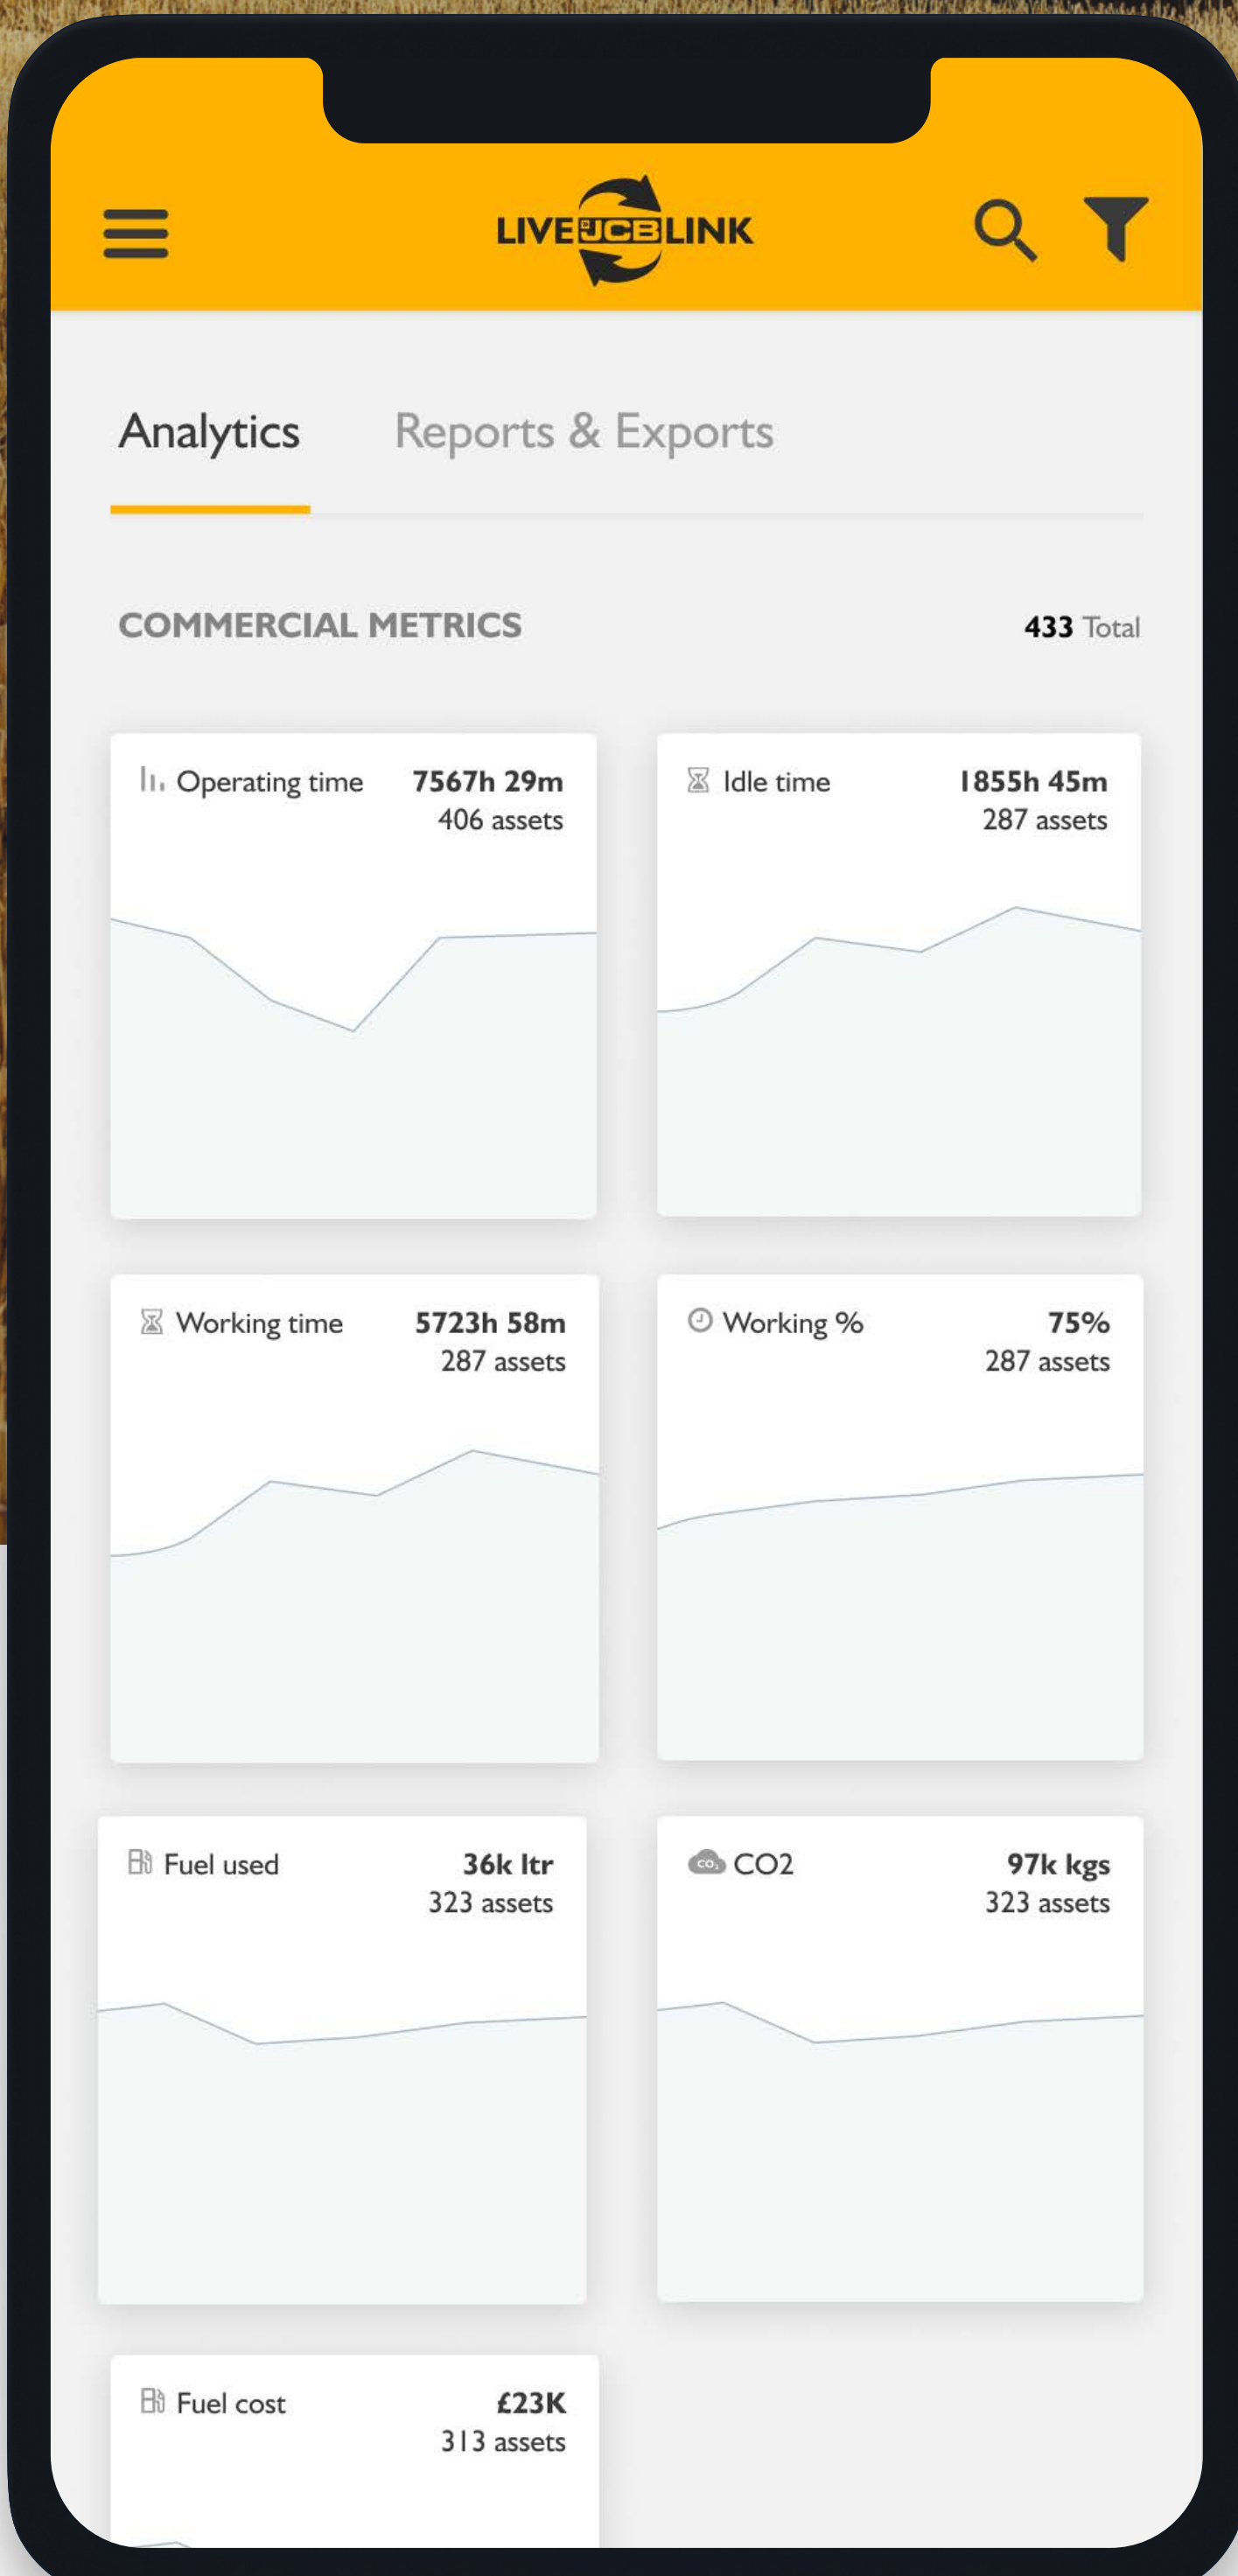 LIVE JCB LINK
Analytics Reports & Exports
COMMERCIAL METRICS 433 Total
Operating time 7567h 29m
406 assets
Idle time 1855h 45m
287 assets
Working time 5723h 58m
287 assets
Working % 75%
287 assets
Fuel used 36k ltr
323 assets
CO2 CO2 97k kgs
323 assets
Fuel cost £23K
313 assets